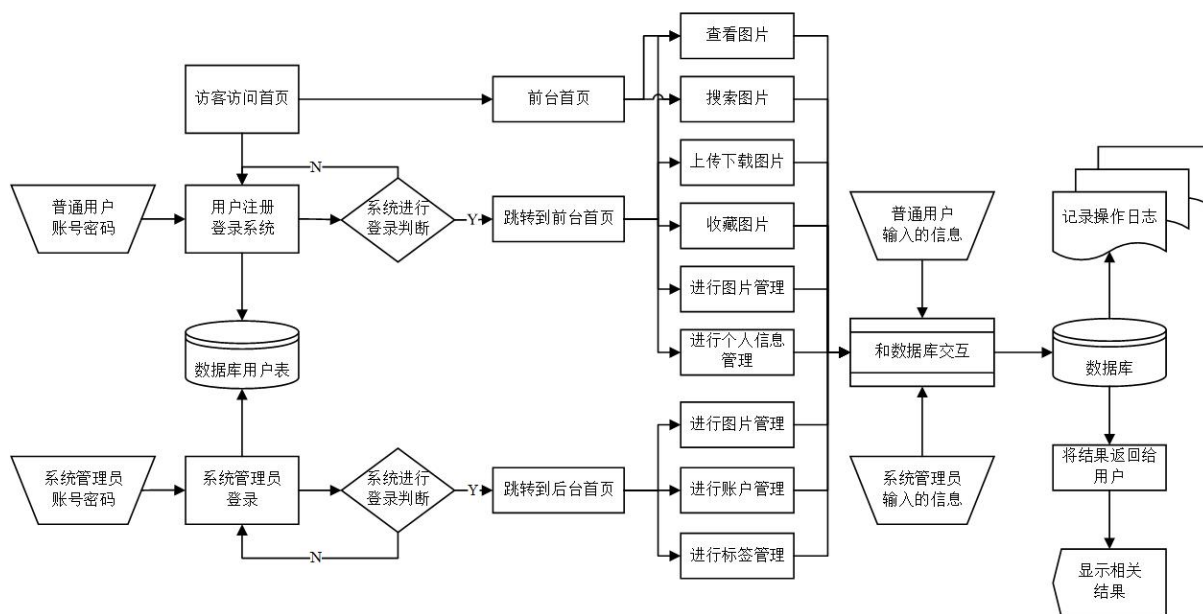 查看图片
访客访问首页
前台首页
搜索图片
N
上传下载图片
普通用户
账号密码
用户注册
登录系统
系统进行
登录判断
Y
跳转到前台首页
收藏图片
普通用户
输入的信息
记录操作日志
进行图片管理
数据库用户表
进行个人信息
管理
和数据库交互
数据库
进行图片管理
系统管理员
账号密码
系统管理员
登录
系统进行
登录判断
Y
跳转到后台首页
进行账户管理
系统管理员
输入的信息
将结果返回给
用户
N
进行标签管理
显示相关
结果